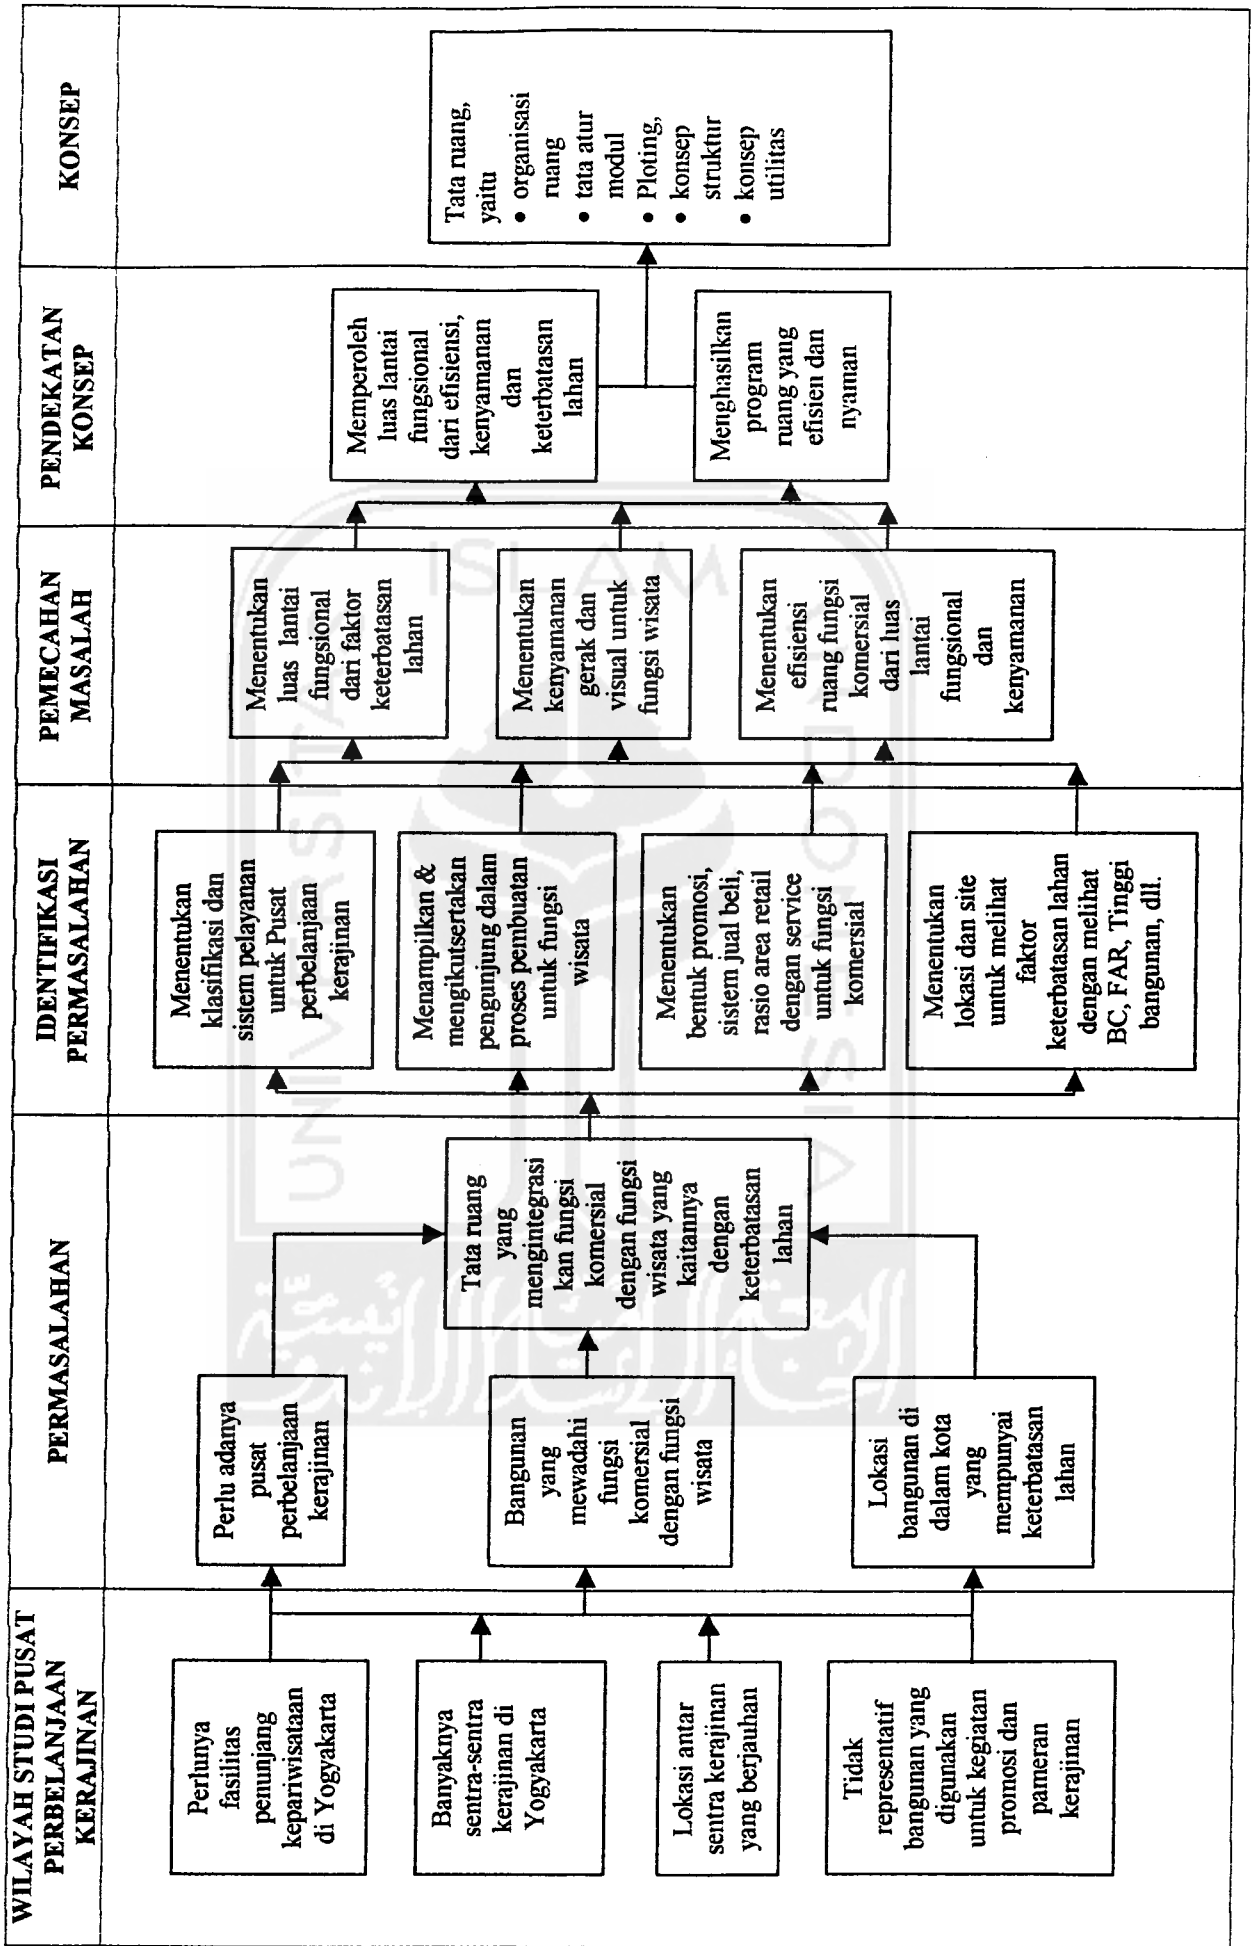 WILAYAH STUDI PUSAT
PERBELANJAAN
KERAJINAN
Perlunya
fasilitas
penunjang
kepariwisataan
di Yogyakarta
Banyaknya
sentra-sentra
kerajinan di
Yogyakarta
Lokasi antar
sentra kerajinan
yang berjauhan
Tidak
representatif
bangunan yang
digunakan
untuk kegiatan
promosi dan
pameran
kerajinan
PERMASALAHAN
Perlu adanya
pusat
perbelanjaan
kerajinan
Bangunan
yang
mewadahi
fungsi
komersial
dengan fungsi
wisata
Lokasi
bangunan di
dalam kota
yang
mempunyai
keterbatasan
lahan
Tata ruang
yang
mengintegrasi
kan fungsi
komersial
dengan fungsi
wisata yang
kaitannya
dengan
keterbatasan
lahan
IDENTIFIKASI
PERMASALAHAN
Menentukan
klasifikasi dan
sistem pelayanan
untuk Pusat
perbelanjaan
kerajinan
Menampilkan &
mengikutsertakan
pengunjung dalam
proses pembuatan
untuk fungsi
wisata
Menentukan
bentuk promosi,
sistem jual beli,
rasio area retail
dengan service
untuk fungsi
komersial
Menentukan
lokasi dan site
untuk melihat
faktor
keterbatasan lahan
dengan melihat
BC, FAR, Tinggi
bangunan, dll.
PEMECAHAN
MASALAH
Menentukan
luas lantai
fungsional
dari faktor
keterbatasan
lahan
Menentukan
kenyamanan
gerak dan
visual untuk
fungsi wisata
Menentukan
efisiensi
ruang fungsi
komersial
dari luas
lantai
fungsional
dan
kenyamanan
PENDEKATAN
KONSEP
Memperoleh
luas lantai
fungsional
dari efisiensi,
kenyamanan
dan
keterbatasan
lahan
Menghasilkan
program
ruang yang
efisien dan
nyaman
KONSEP
Tata ruang,
yaitu
• organisasi
ruang
• tata atur
modul
• Ploting,
• konsep
struktur
• konsep
utilitas
UNIVERSITAS
ISLAM
INDONESIA